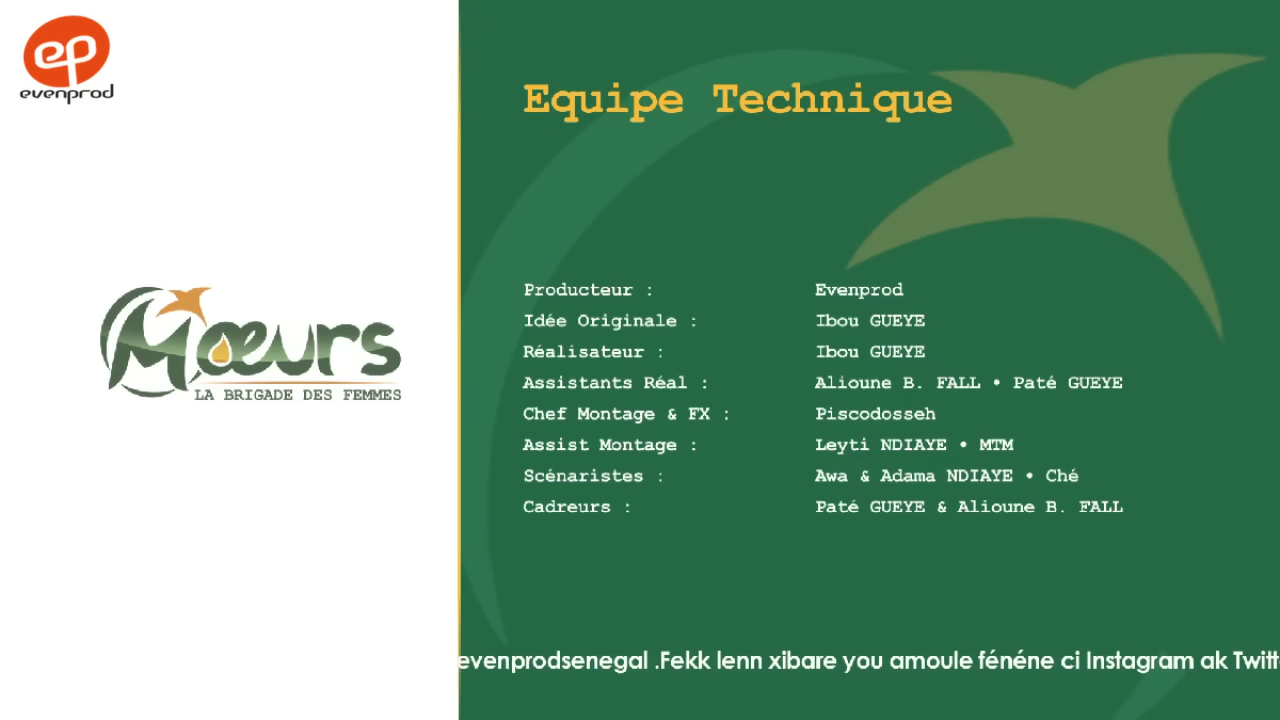 ep
evenprod
Equipe Technique
Producteur : Evenprod
Idée Originale : Ibou GUEYE
Réalisateur : Ibou GUEYE
Assistants Réal : Alioune B. FALL • Paté GUEYE
Chef Montage & FX : Piscodosseh
Assist Montage : Leyti NDIAYE • MTM
Scénaristes : Awa & Adama NDIAYE • Ché
Cadreurs : Paté GUEYE & Alioune B. FALL
Mœurs
LA BRIGADE DES FEMMES
evenprodsenegal .Fekk lenn xibare you amoule fénéne ci Instagram ak Twitt